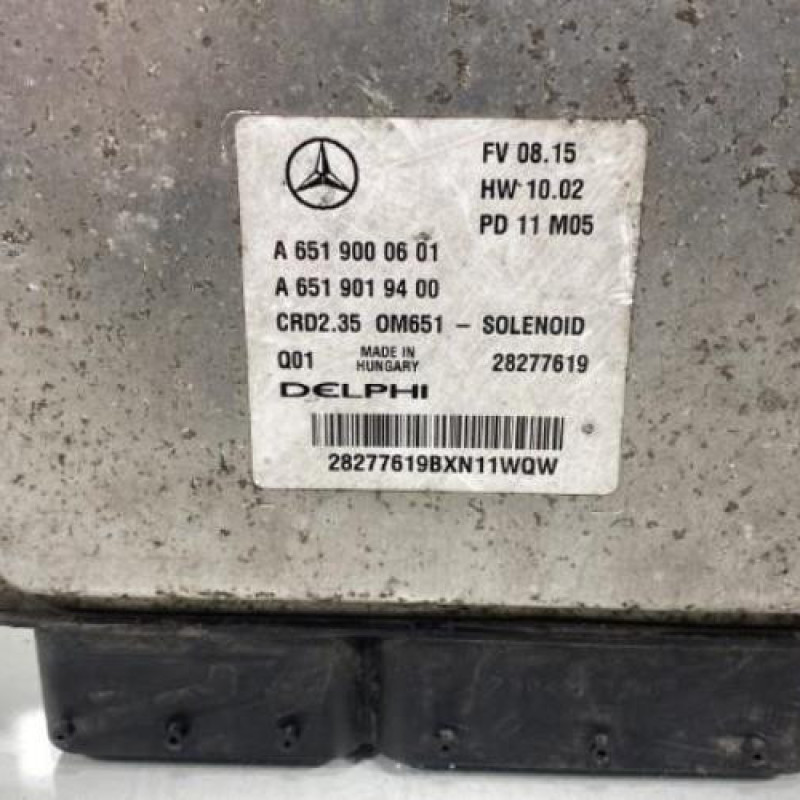 FV 08.15
HW 10.02
PD 11 M05
A 651 900 06 01
A 651 901 94 00
CRD2.35 OM651 - SOLENOID
Q01 MADE IN HUNGARY 28277619
DELPHI
28277619BXN11WQW